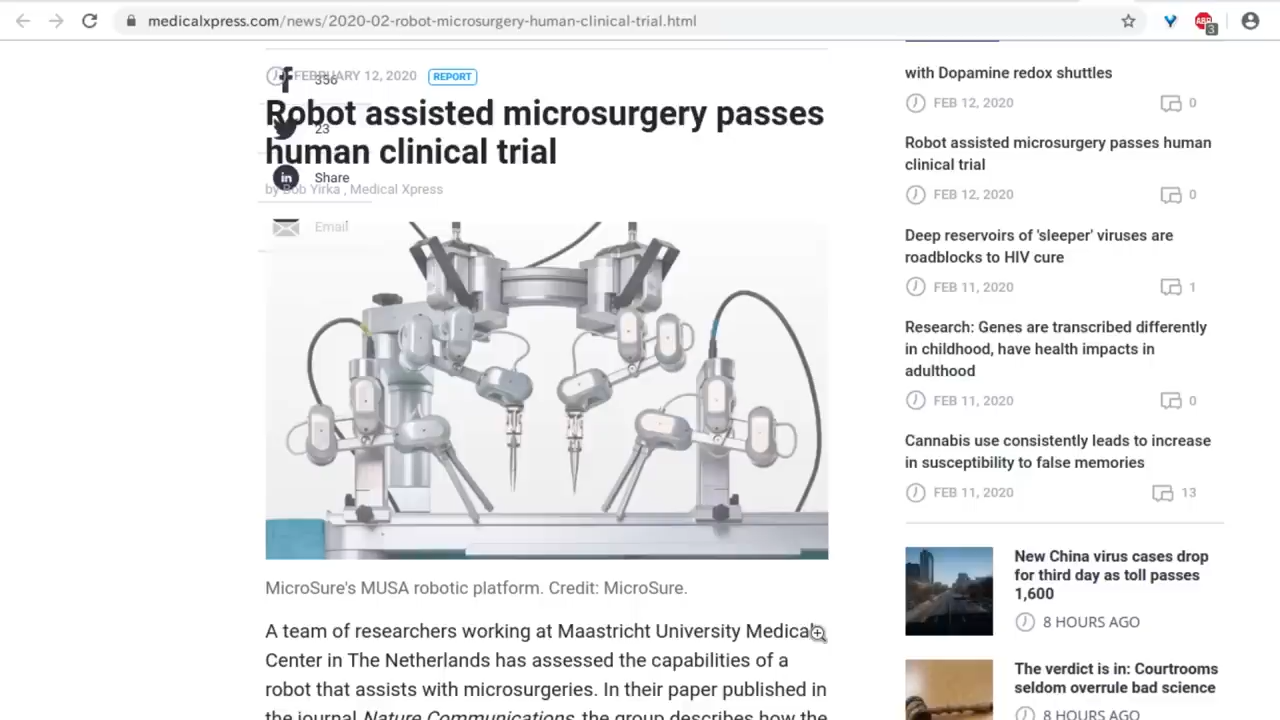 medicalxpress.com/news/2020-02-robot-microsurgery-human-clinical-trial.html
3
FEBRUARY 12, 2020 REPORT
356
Robot assisted microsurgery passes
human clinical trial
23
Share
by Bob Yirka , Medical Xpress
Email
MicroSure's MUSA robotic platform. Credit: MicroSure.
A team of researchers working at Maastricht University Medical
Center in The Netherlands has assessed the capabilities of a
robot that assists with microsurgeries. In their paper published in
the journal Nature Communications, the group describes how the
with Dopamine redox shuttles
FEB 12, 2020 0
Robot assisted microsurgery passes human
clinical trial
FEB 12, 2020 0
Deep reservoirs of 'sleeper' viruses are
roadblocks to HIV cure
FEB 11, 2020 1
Research: Genes are transcribed differently
in childhood, have health impacts in
adulthood
FEB 11, 2020 0
Cannabis use consistently leads to increase
in susceptibility to false memories
FEB 11, 2020 13
New China virus cases drop
for third day as toll passes
1,600
8 HOURS AGO
The verdict is in: Courtrooms
seldom overrule bad science
8 HOURS AGO